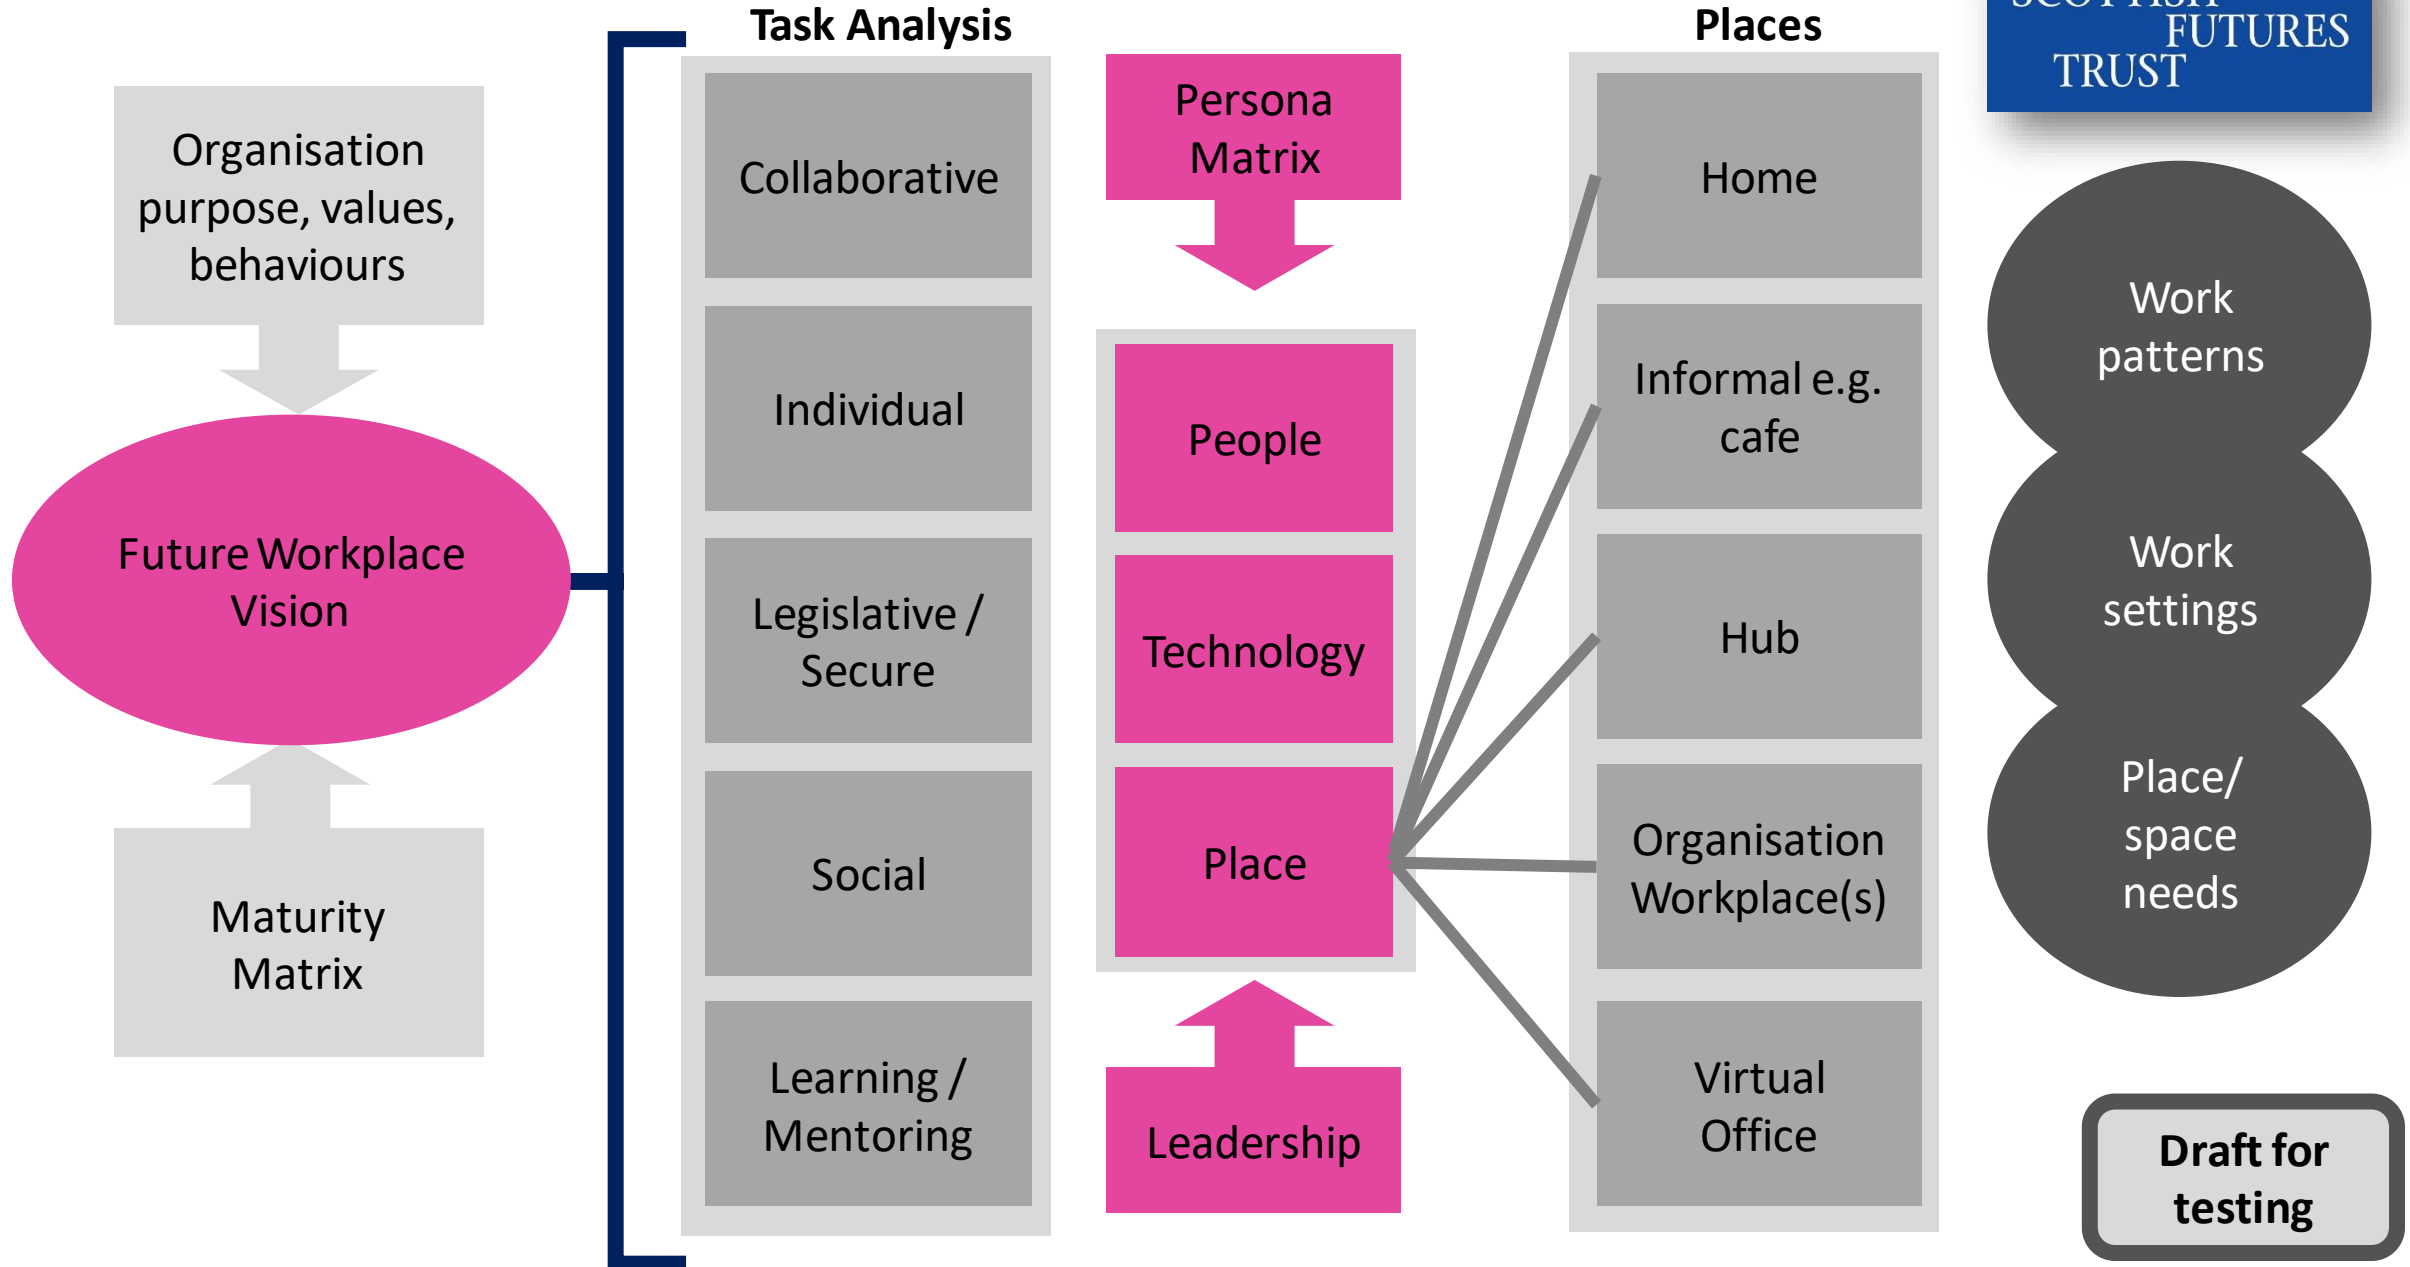 Task Analysis
Places
SCOTTISH
FUTURES
TRUST
Organisation
purpose, values,
behaviours
Future Workplace
Vision
Maturity
Matrix
Collaborative
Individual
Legislative /
Secure
Social
Learning /
Mentoring
Persona
Matrix
People
Technology
Place
Leadership
Home
Informal e.g.
cafe
Hub
Organisation
Workplace(s)
Virtual
Office
Work
patterns
Work
settings
Place/
space
needs
Draft for
testing